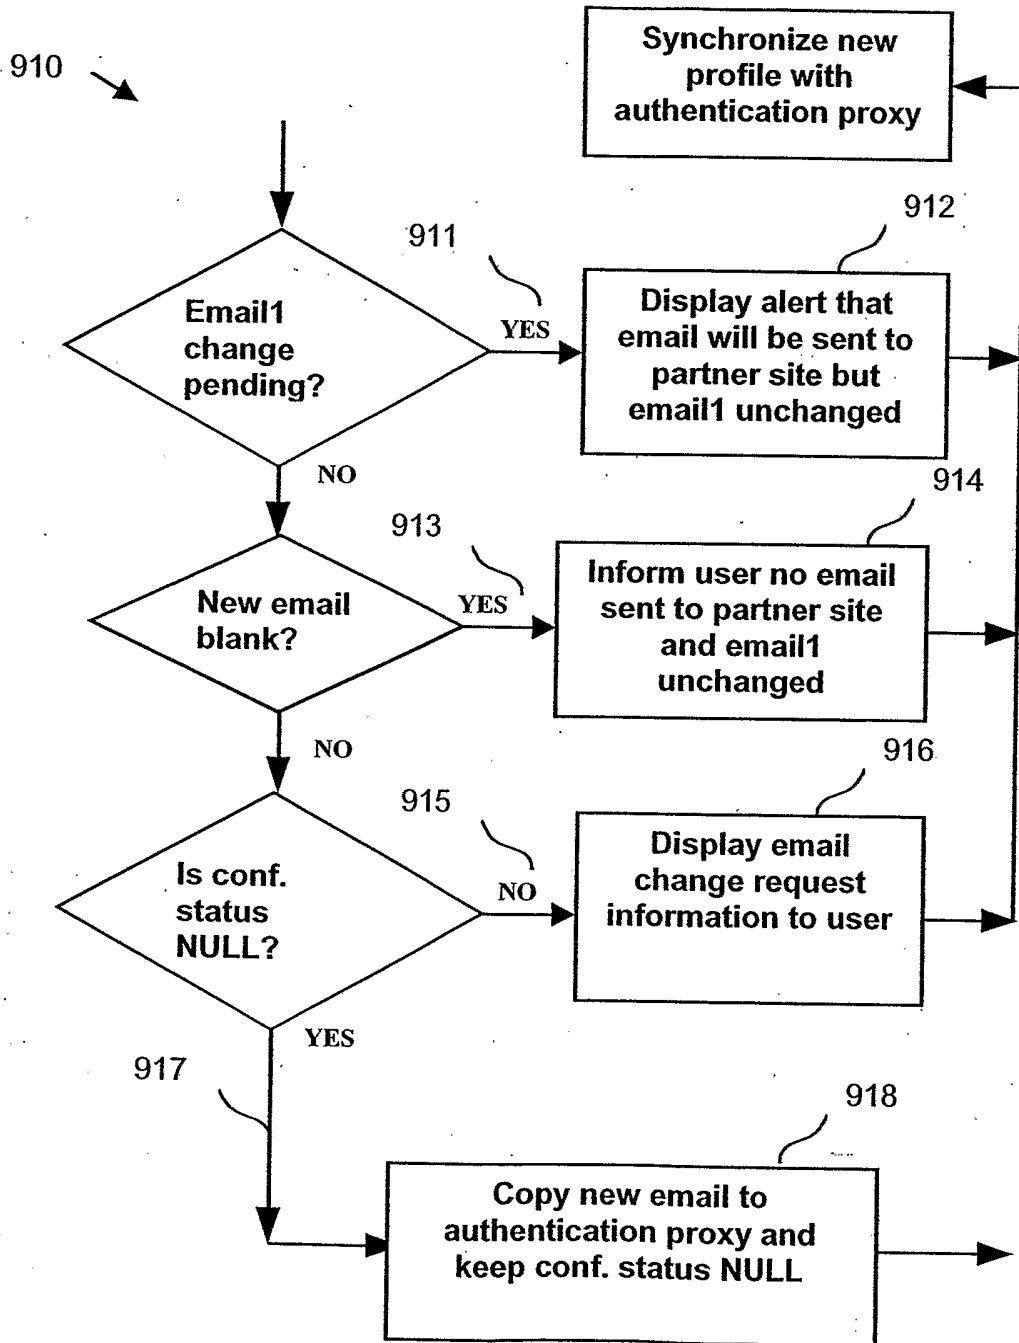 910
Synchronize new
profile with
authentication proxy
912
911
Email1
change
pending?
YES
Display alert that
email will be sent to
partner site but
email1 unchanged
NO
914
913
New email
blank?
YES
Inform user no email
sent to partner site
and email1
unchanged
NO
916
915
Is conf.
status
NULL?
NO
Display email
change request
information to user
YES
917
918
Copy new email to
authentication proxy and
keep conf. status NULL